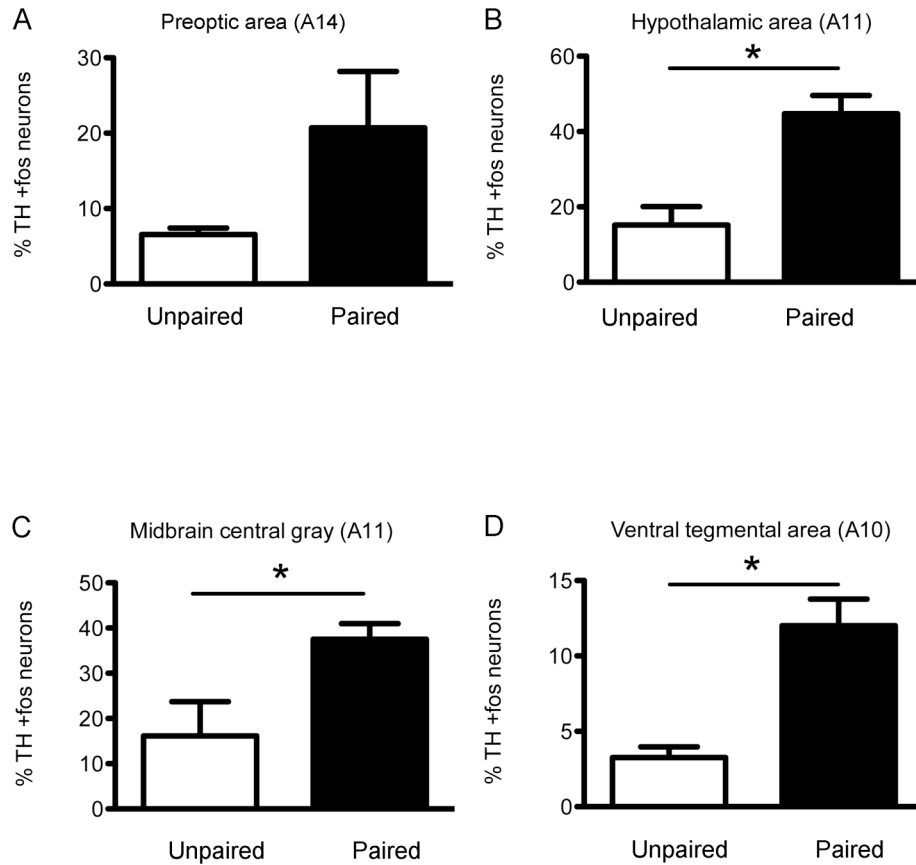 A
Preoptic area (A14)
% TH +fos neurons
30
20
10
0
Unpaired Paired
B
Hypothalamic area (A11)
*
% TH +fos neurons
60
40
20
0
Unpaired Paired
C
Midbrain central gray (A11)
*
% TH +fos neurons
50
40
30
20
10
0
Unpaired Paired
D
Ventral tegmental area (A10)
*
% TH +fos neurons
15
10
5
0
Unpaired Paired